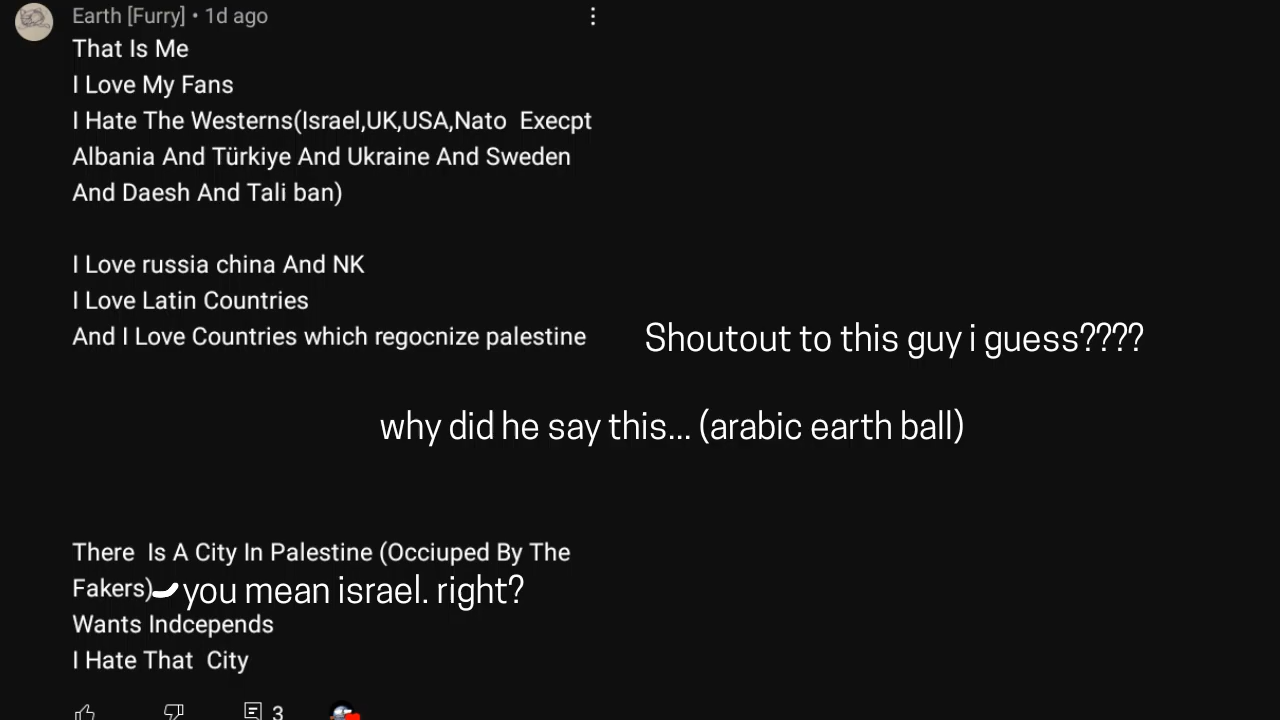 Earth [Furry] • 1d ago
That Is Me
I Love My Fans
I Hate The Westerns(Israel,UK,USA,Nato  Execpt
Albania And Türkiye And Ukraine And Sweden
And Daesh And Tali ban)
I Love russia china And NK
I Love Latin Countries
And I Love Countries which regocnize palestine
Shoutout to this guy i guess????
why did he say this... (arabic earth ball)
There  Is A City In Palestine (Occiuped By The
Fakers) you mean israel. right?
Wants Indcepends
I Hate That  City
3